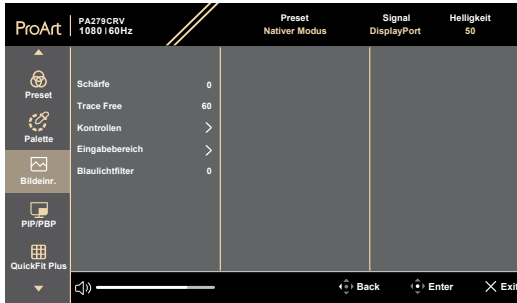 ProArt
PA279CRV
1080 | 60Hz
Preset
Nativer Modus
Signal
DisplayPort
Helligkeit
50
Preset
Palette
Bildeinr.
PIP/PBP
QuickFit Plus
Schärfe 0
Trace Free 60
Kontrollen
Eingabebereich
Blaulichtfilter 0
Back
Enter
Exit